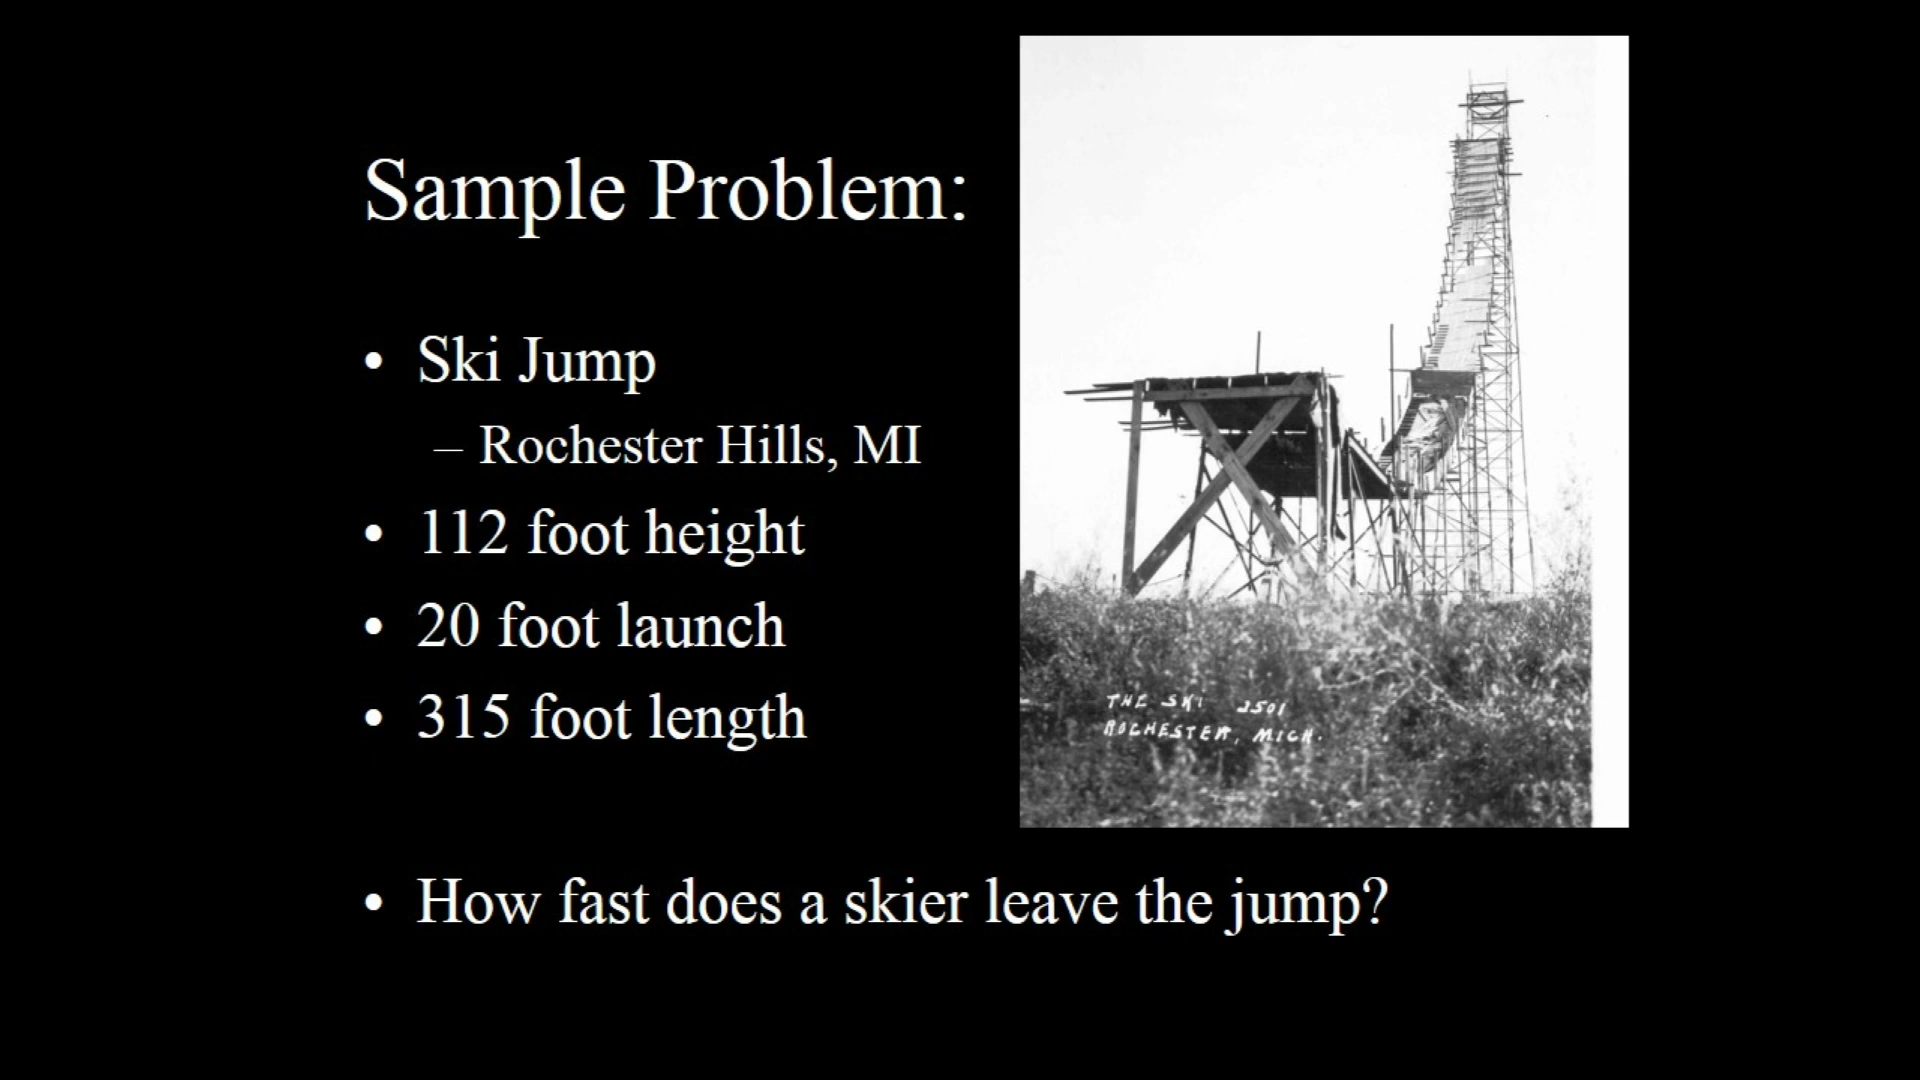 Sample Problem:
• Ski Jump
– Rochester Hills, MI
• 112 foot height
• 20 foot launch
• 315 foot length
THE SKI 3501
ROCHESTER, MICH.
• How fast does a skier leave the jump?